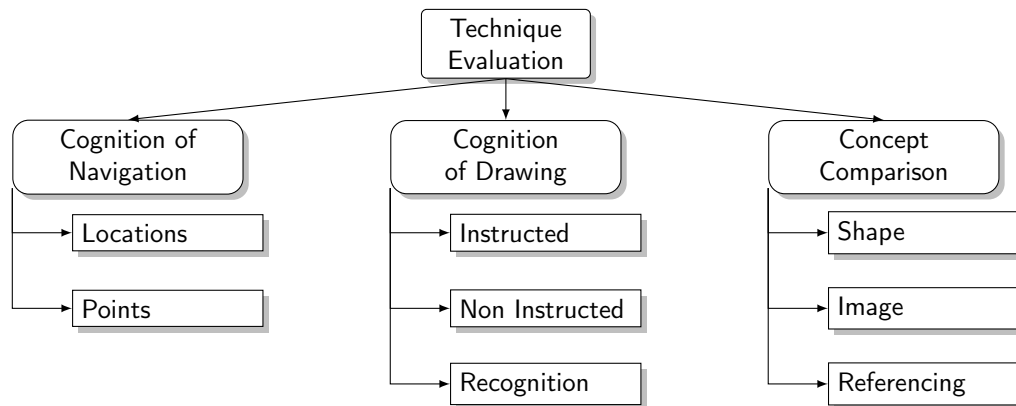 Technique
Evaluation
Cognition of
Navigation
Locations
Points
Cognition
of Drawing
Instructed
Non Instructed
Recognition
Concept
Comparison
Shape
Image
Referencing